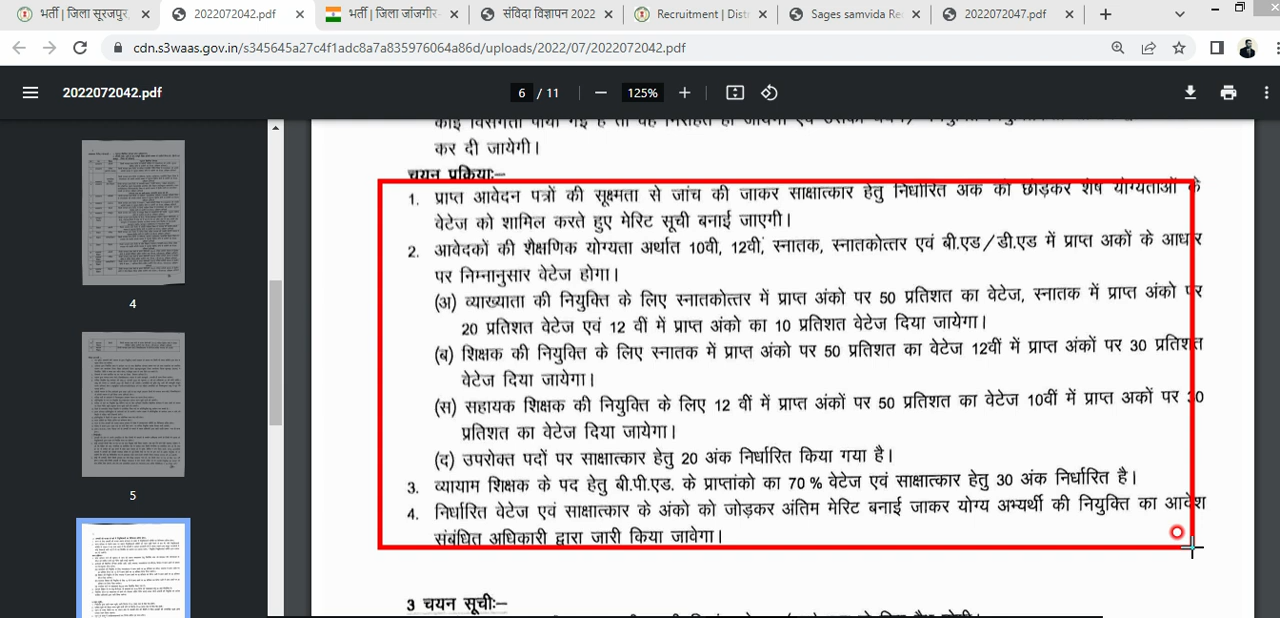 भर्ती | जिला सूरजपुर,
2022072042.pdf
भर्ती | जिला जांजगीर-
संविदा विज्ञापन 20
Recruitment | Distr
Sages samvida Rec
2022072047.pdf
cdn.s3waas.gov.in/s345645a27c4f1adc8a7a835976064a86d/uploads/2022/07/2022072042.pdf
2022072042.pdf
6 / 11
125%
4
5
कर दी जायेगी।
चयन प्रकिया:—
1. प्राप्त आवेदन पत्रों की सूक्ष्मता से जांच की जाकर साक्षात्कार हेतु निर्धारित अंक को छोड़कर शेष योग्यताओं के
वेटेज को शामिल करते हुए मेरिट सूची बनाई जाएगी।
2. आवेदकों की शैक्षणिक योग्यता अर्थात 10वी, 12वी, स्नातक, स्नातकोत्तर एवं बी.एड/डी.एड में प्राप्त अकों के आधार
पर निम्नानुसार वेटेज होगा।
(अ) व्याख्याता की नियुक्ति के लिए स्नातकोत्तर में प्राप्त अंको पर 50 प्रतिशत का वेटेज, स्नातक में प्राप्त अंको पर
20 प्रतिशत वेटेज एवं 12 वीं में प्राप्त अंको का 10 प्रतिशत वेटेज दिया जायेगा।
(ब) शिक्षक की नियुक्ति के लिए स्नातक में प्राप्त अंको पर 50 प्रतिशत का वेटेज 12वीं में प्राप्त अंकों पर 30 प्रतिशत
वेटेज दिया जायेगा।
(स) सहायक शिक्षक की नियुक्ति के लिए 12 वीं में प्राप्त अंको पर 50 प्रतिशत का वेटेज 10वीं में प्राप्त अकों पर 30
प्रतिशत का वेटेज दिया जायेगा।
(द) उपरोक्त पदों पर साक्षात्कार हेतु 20 अंक निर्धारित किया गया है।
3. व्यायाम शिक्षक के पद हेतु बी.पी.एड. के प्राप्तांको का 70 % वेटेज एवं साक्षात्कार हेतु 30 अंक निर्धारित है।
4. निर्धारित वेटेज एवं साक्षात्कार के अंको को जोड़कर अंतिम मेरिट बनाई जाकर योग्य अभ्यर्थी की नियुक्ति का आदेश
संबंधित अधिकारी द्वारा जारी किया जावेगा।
3 चयन सूची:—